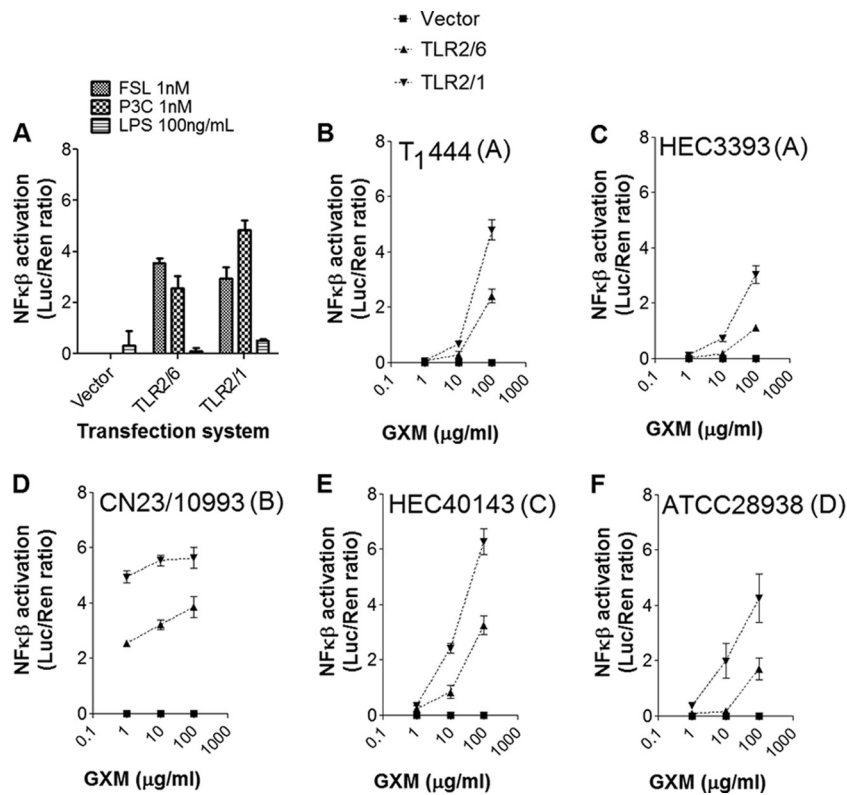 Vector
TLR2/6
TLR2/1
FSL 1nM
P3C 1nM
LPS 100ng/mL
A
NFκβ activation
(Luc/Ren ratio)
8
6
4
2
0
Vector
TLR2/6
TLR2/1
Transfection system
B
T1444 (A)
NFκβ activation
(Luc/Ren ratio)
8
6
4
2
0
0.1
1
10
100
1000
GXM (μg/ml)
C
HEC3393 (A)
NFκβ activation
(Luc/Ren ratio)
8
6
4
2
0
0.1
1
10
100
1000
GXM (μg/ml)
D
CN23/10993 (B)
NFκβ activation
(Luc/Ren ratio)
8
6
4
2
0
0.1
1
10
100
1000
GXM (μg/ml)
E
HEC40143 (C)
NFκβ activation
(Luc/Ren ratio)
8
6
4
2
0
0.1
1
10
100
1000
GXM (μg/ml)
F
ATCC28938 (D)
NFκβ activation
(Luc/Ren ratio)
8
6
4
2
0
0.1
1
10
100
1000
GXM (μg/ml)